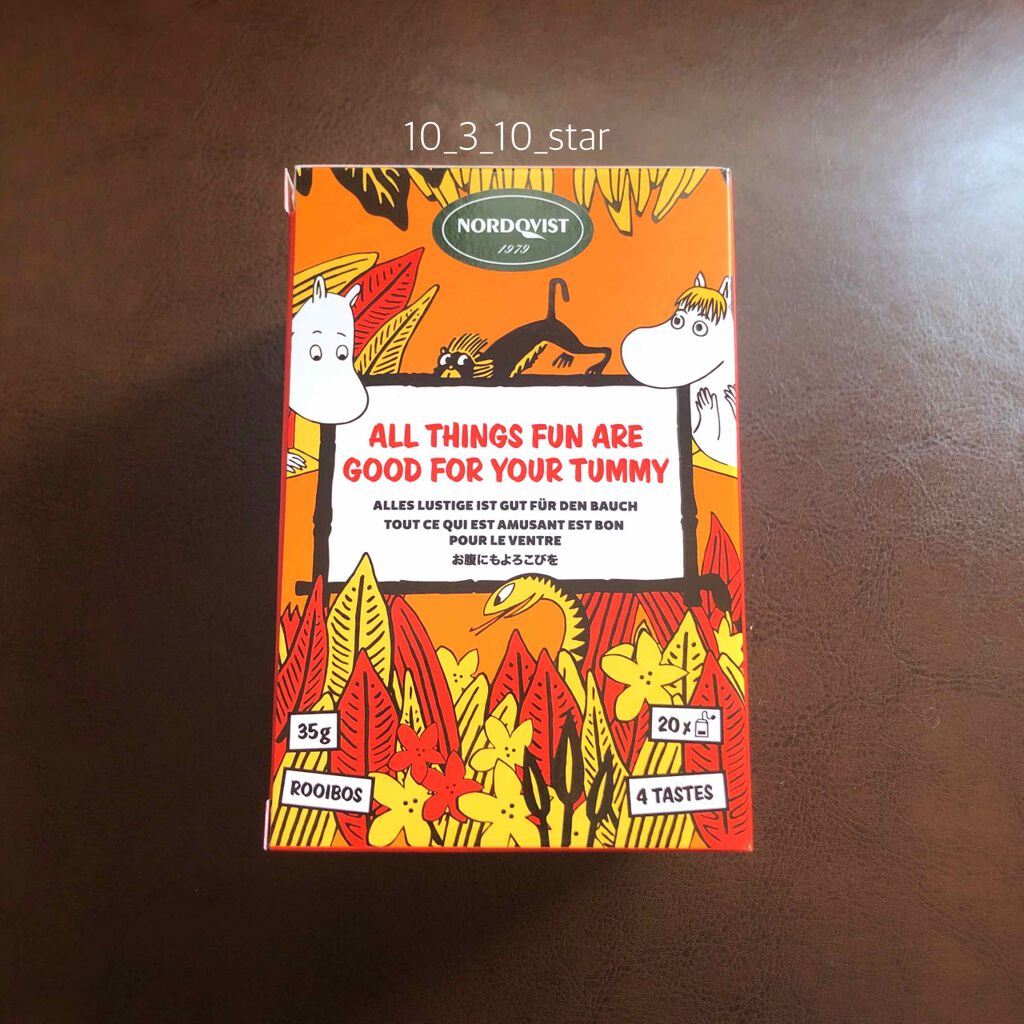 10_3_10_star
NORDQVIST
1979
ALL THINGS FUN ARE
GOOD FOR YOUR TUMMY
ALLES LUSTIGE IST GUT FÜR DEN BAUCH
TOUT CE QUI EST AMUSANT EST BON
POUR LE VENTRE
お腹にもよろこびを
35g
20 x
ROOIBOS
4 TASTES